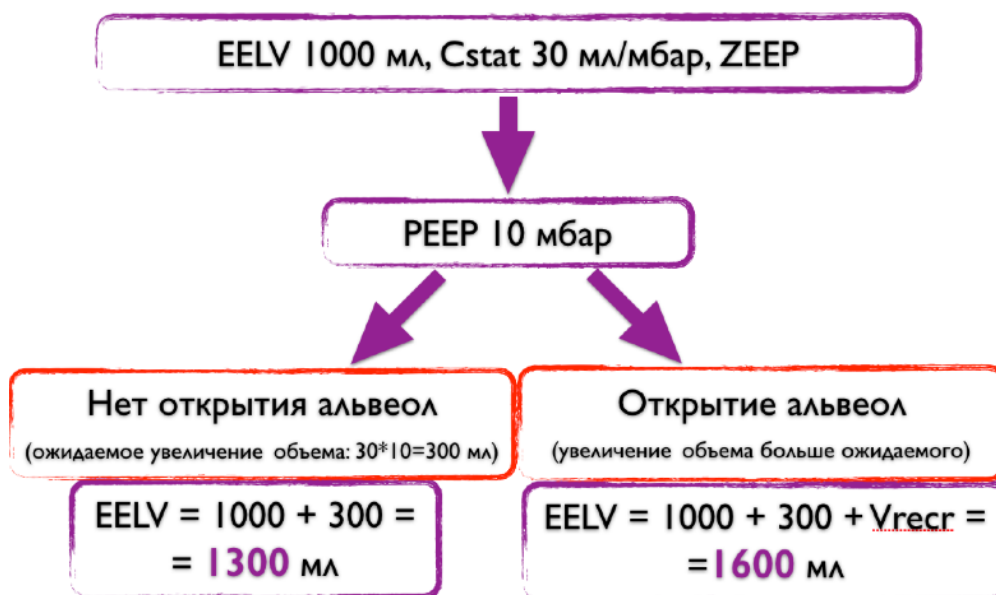 EELV 1000 мл, Cstat 30 мл/мбар, ZEEP
PEEP 10 мбар
Нет открытия альвеол
(ожидаемое увеличение объема: 30*10=300 мл)
EELV = 1000 + 300 =
= 1300 мл
Открытие альвеол
(увеличение объема больше ожидаемого)
EELV = 1000 + 300 + Vrecr =
=1600 мл